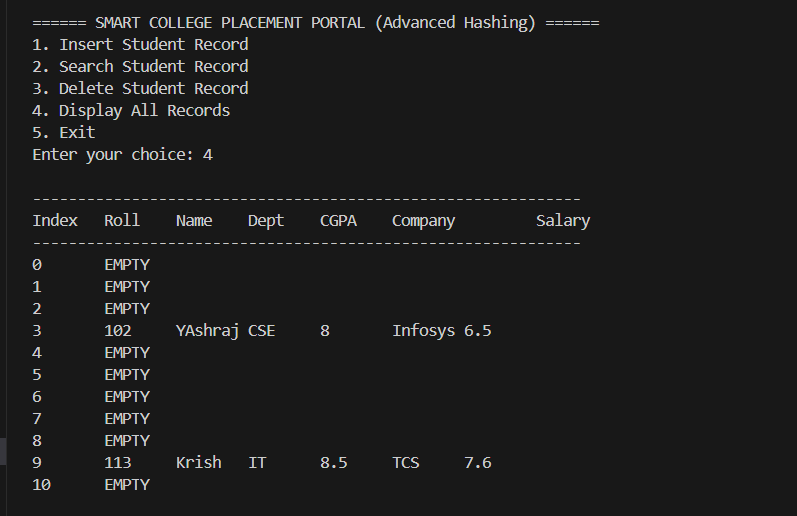 ====== SMART COLLEGE PLACEMENT PORTAL (Advanced Hashing) ======
1. Insert Student Record
2. Search Student Record
3. Delete Student Record
4. Display All Records
5. Exit
Enter your choice: 4
-------------------------------------------------------------
Index   Roll    Name    Dept    CGPA    Company         Salary
-------------------------------------------------------------
0       EMPTY
1       EMPTY
2       EMPTY
3       102     YAshraj CSE     8       Infosys 6.5
4       EMPTY
5       EMPTY
6       EMPTY
7       EMPTY
8       EMPTY
9       113     Krish   IT      8.5     TCS     7.6
10      EMPTY